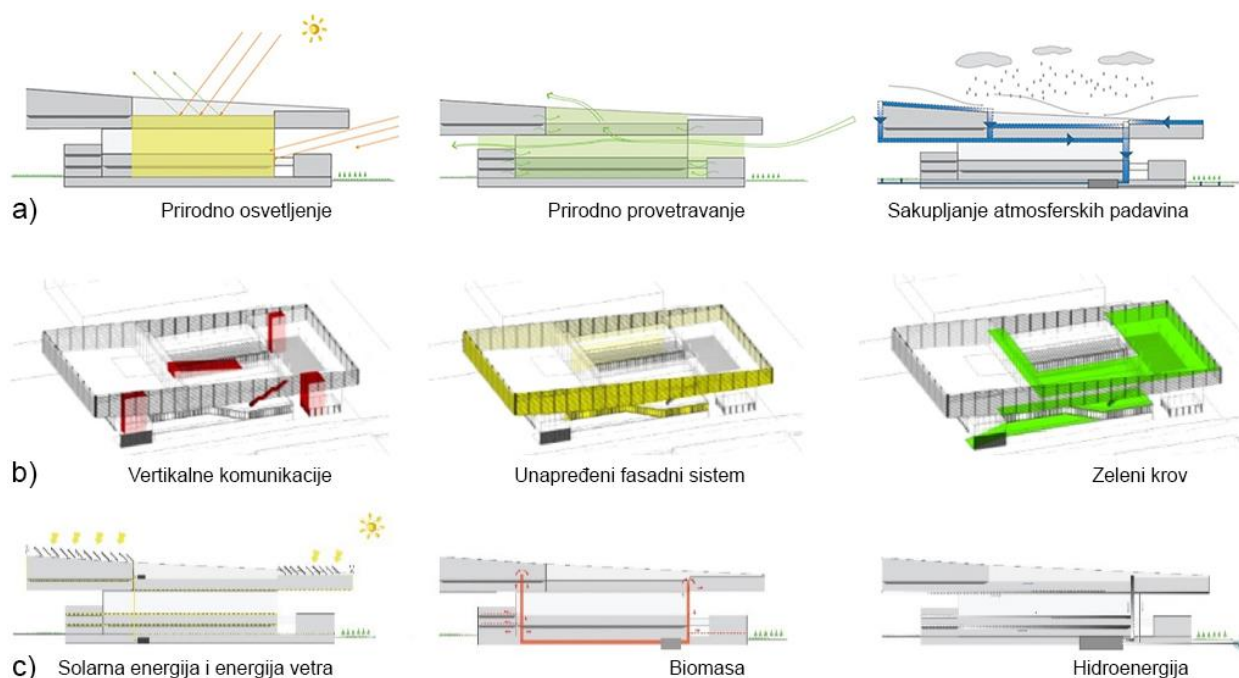 a) Prirodno osvetljenje Prirodno provetravanje Sakupljanje atmosferskih padavina
b) Vertikalne komunikacije Unapređeni fasadni sistem Zeleni krov
c) Solarna energija i energija vetra Biomasa Hidroenergija